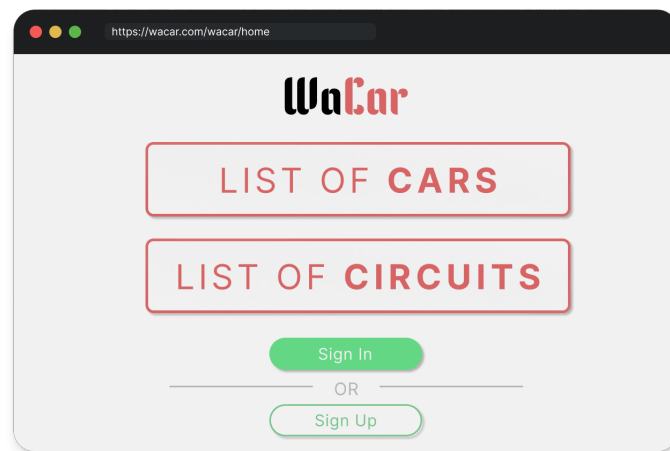 https://wacar.com/wacar/home
WaCar
LIST OF CARS
LIST OF CIRCUITS
Sign In
OR
Sign Up